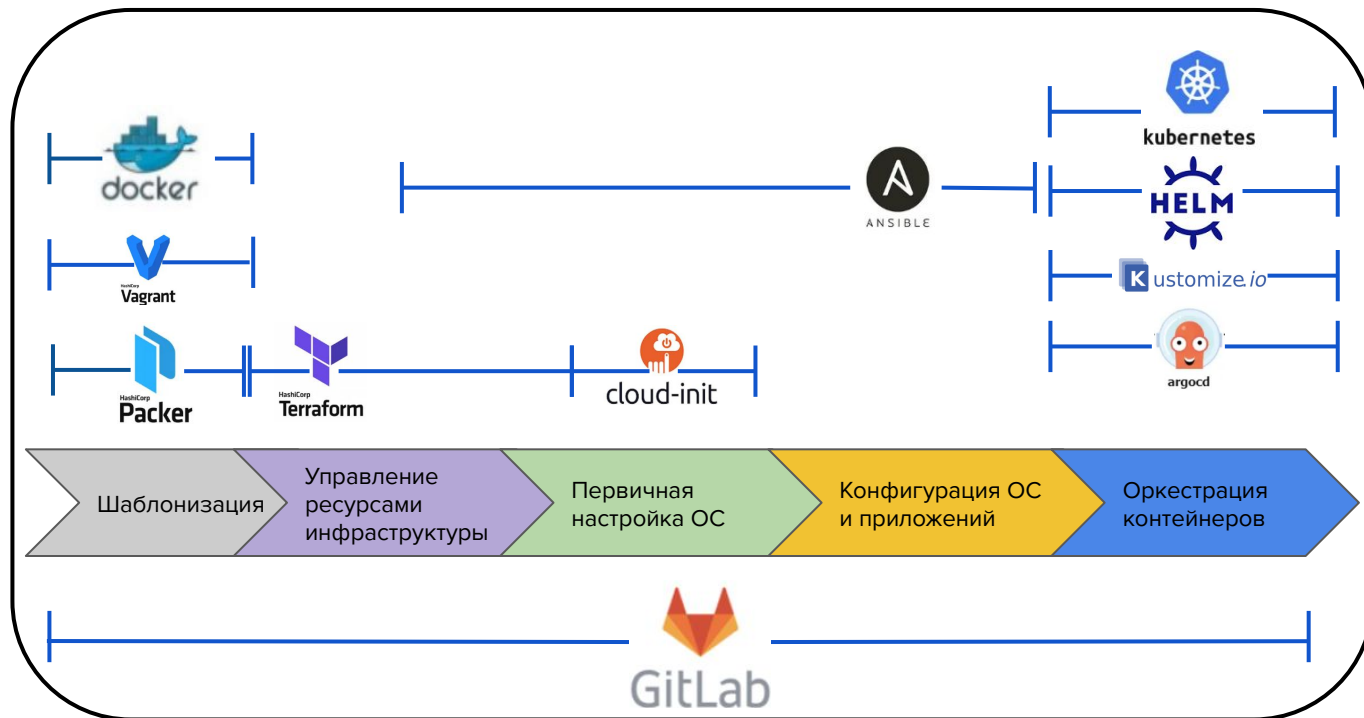 kubernetes
docker
ANSIBLE
HELM
HashiCorp
Vagrant
Kustomize.io
HashiCorp
Packer
HashiCorp
Terraform
cloud-init
argocd
Шаблонизация
Управление
ресурсами
инфраструктуры
Первичная
настройка ОС
Конфигурация ОС
и приложений
Оркестрация
контейнеров
GitLab